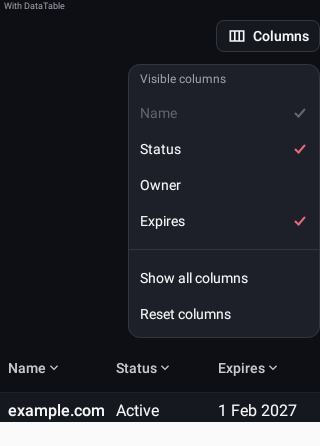 With DataTable
Columns
Visible columns
Name
Status
Owner
Expires
Show all columns
Reset columns
Name Status Expires
example.com Active 1 Feb 2027